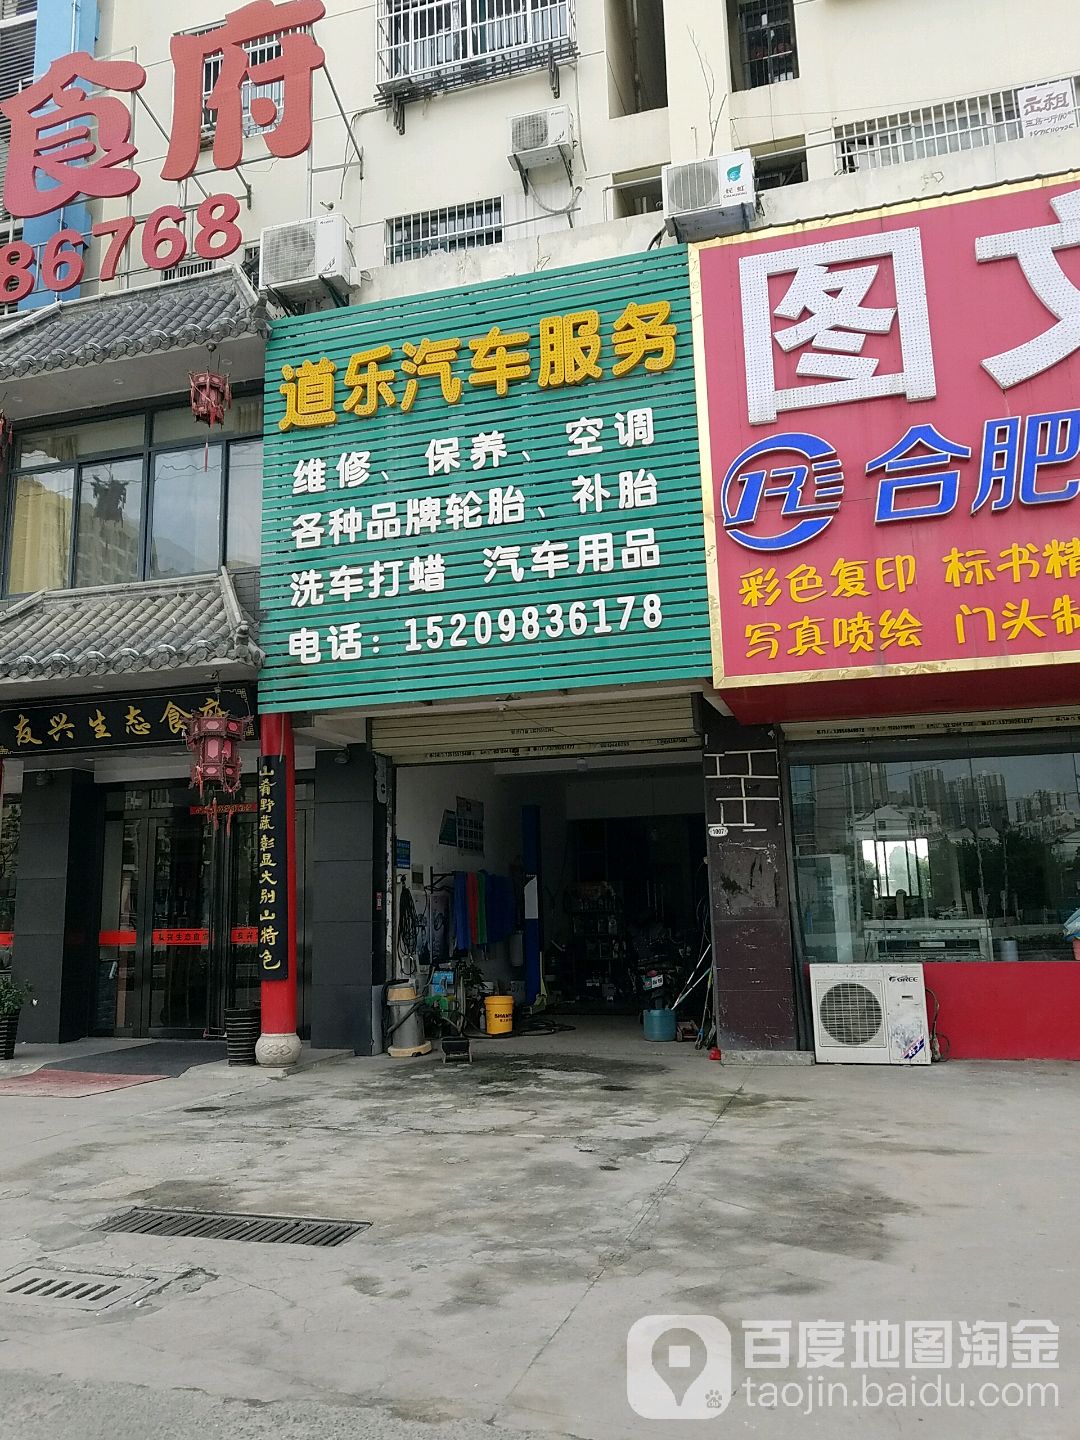 食府
86768
出租
道乐汽车服务
维修、保养、空调
各种品牌轮胎、补胎
洗车打蜡 汽车用品
电话：15209836178
图文
合肥
彩色复印 标书精
写真喷绘 门头制
友兴生态食府
山肴野蔬彰显大别山特色
1007
GREE
百度地图淘金
taojin.baidu.com